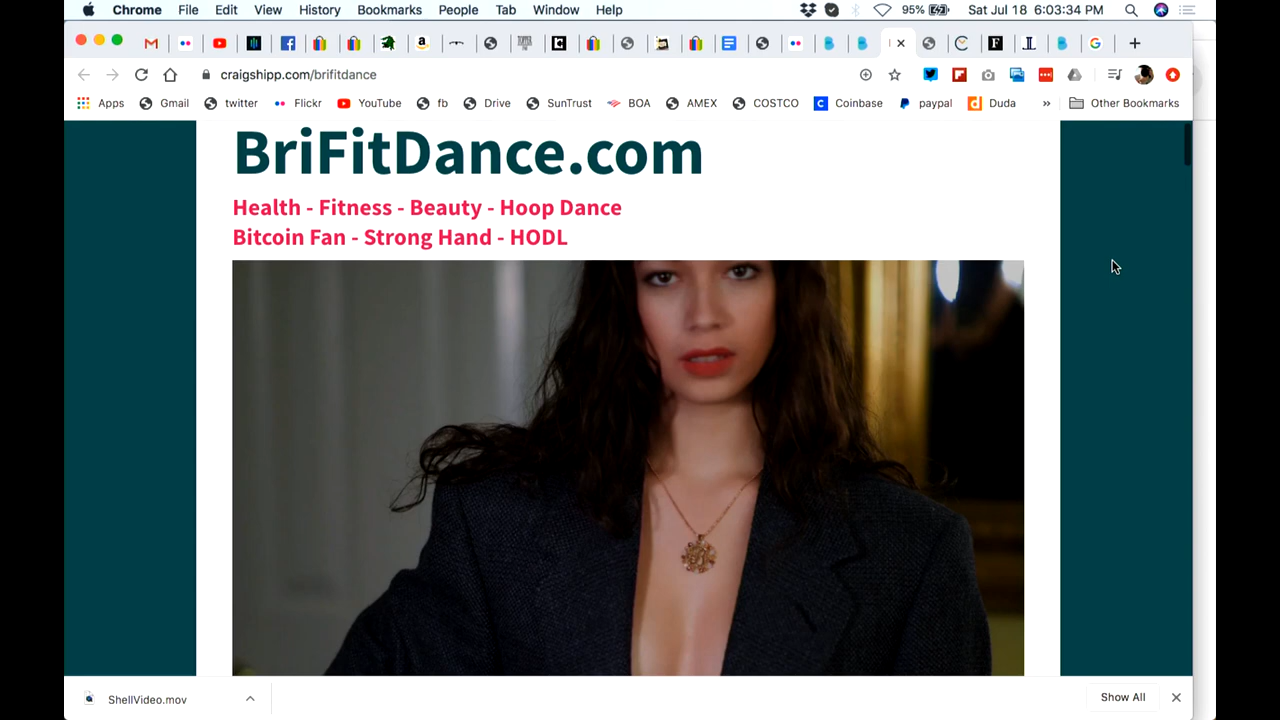 Chrome File Edit View History Bookmarks People Tab Window Help 95% Sat Jul 18 6:03:34 PM
craigshipp.com/brifitdance
Apps Gmail twitter Flickr YouTube fb Drive SunTrust BOA AMEX COSTCO Coinbase paypal Duda » Other Bookmarks
BriFitDance.com
Health - Fitness - Beauty - Hoop Dance
Bitcoin Fan - Strong Hand - HODL
ShellVideo.mov Show All